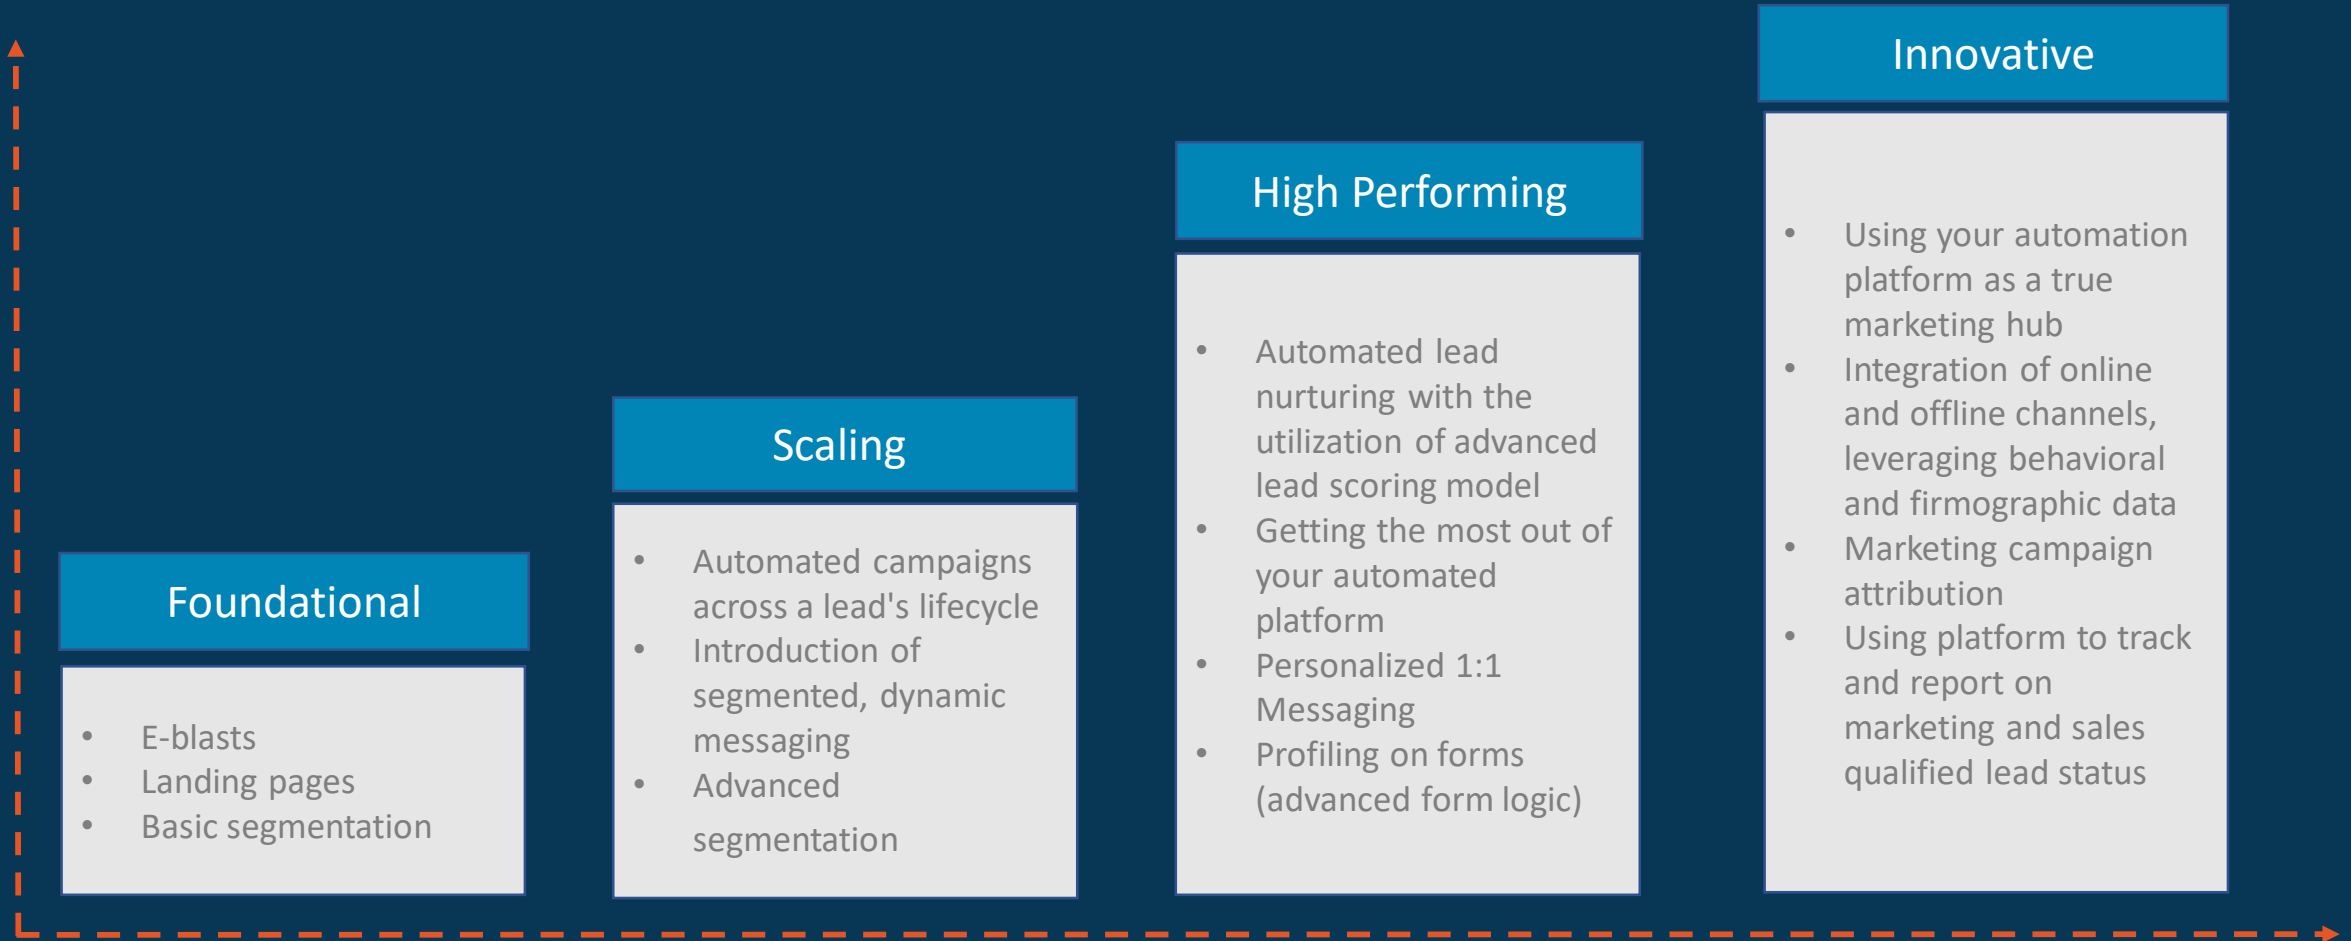 Foundational
• E-blasts
• Landing pages
• Basic segmentation
Scaling
• Automated campaigns
across a lead's lifecycle
• Introduction of
segmented, dynamic
messaging
• Advanced
segmentation
High Performing
• Automated lead
nurturing with the
utilization of advanced
lead scoring model
• Getting the most out of
your automated
platform
• Personalized 1:1
Messaging
• Profiling on forms
(advanced form logic)
Innovative
• Using your automation
platform as a true
marketing hub
• Integration of online
and offline channels,
leveraging behavioral
and firmographic data
• Marketing campaign
attribution
• Using platform to track
and report on
marketing and sales
qualified lead status